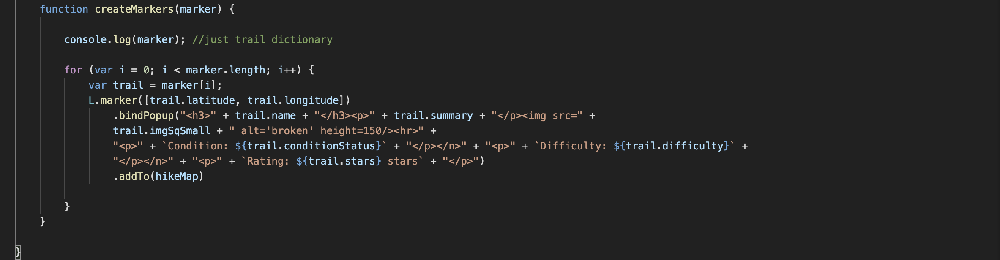 function createMarkers(marker) {
console.log(marker); //just trail dictionary
for (var i = 0; i < marker.length; i++) {
var trail = marker[i];
L.marker([trail.latitude, trail.longitude])
.bindPopup("<h3>" + trail.name + "</h3><p>" + trail.summary + "</p><img src=" +
trail.imgSqSmall + " alt='broken' height=150/><hr>" +
"<p>" + `Condition: ${trail.conditionStatus}` + "</p></n>" + "<p>" + `Difficulty: ${trail.difficulty}` +
"</p></n>" + "<p>" + `Rating: ${trail.stars} stars` + "</p>")
.addTo(hikeMap)
}
}
}